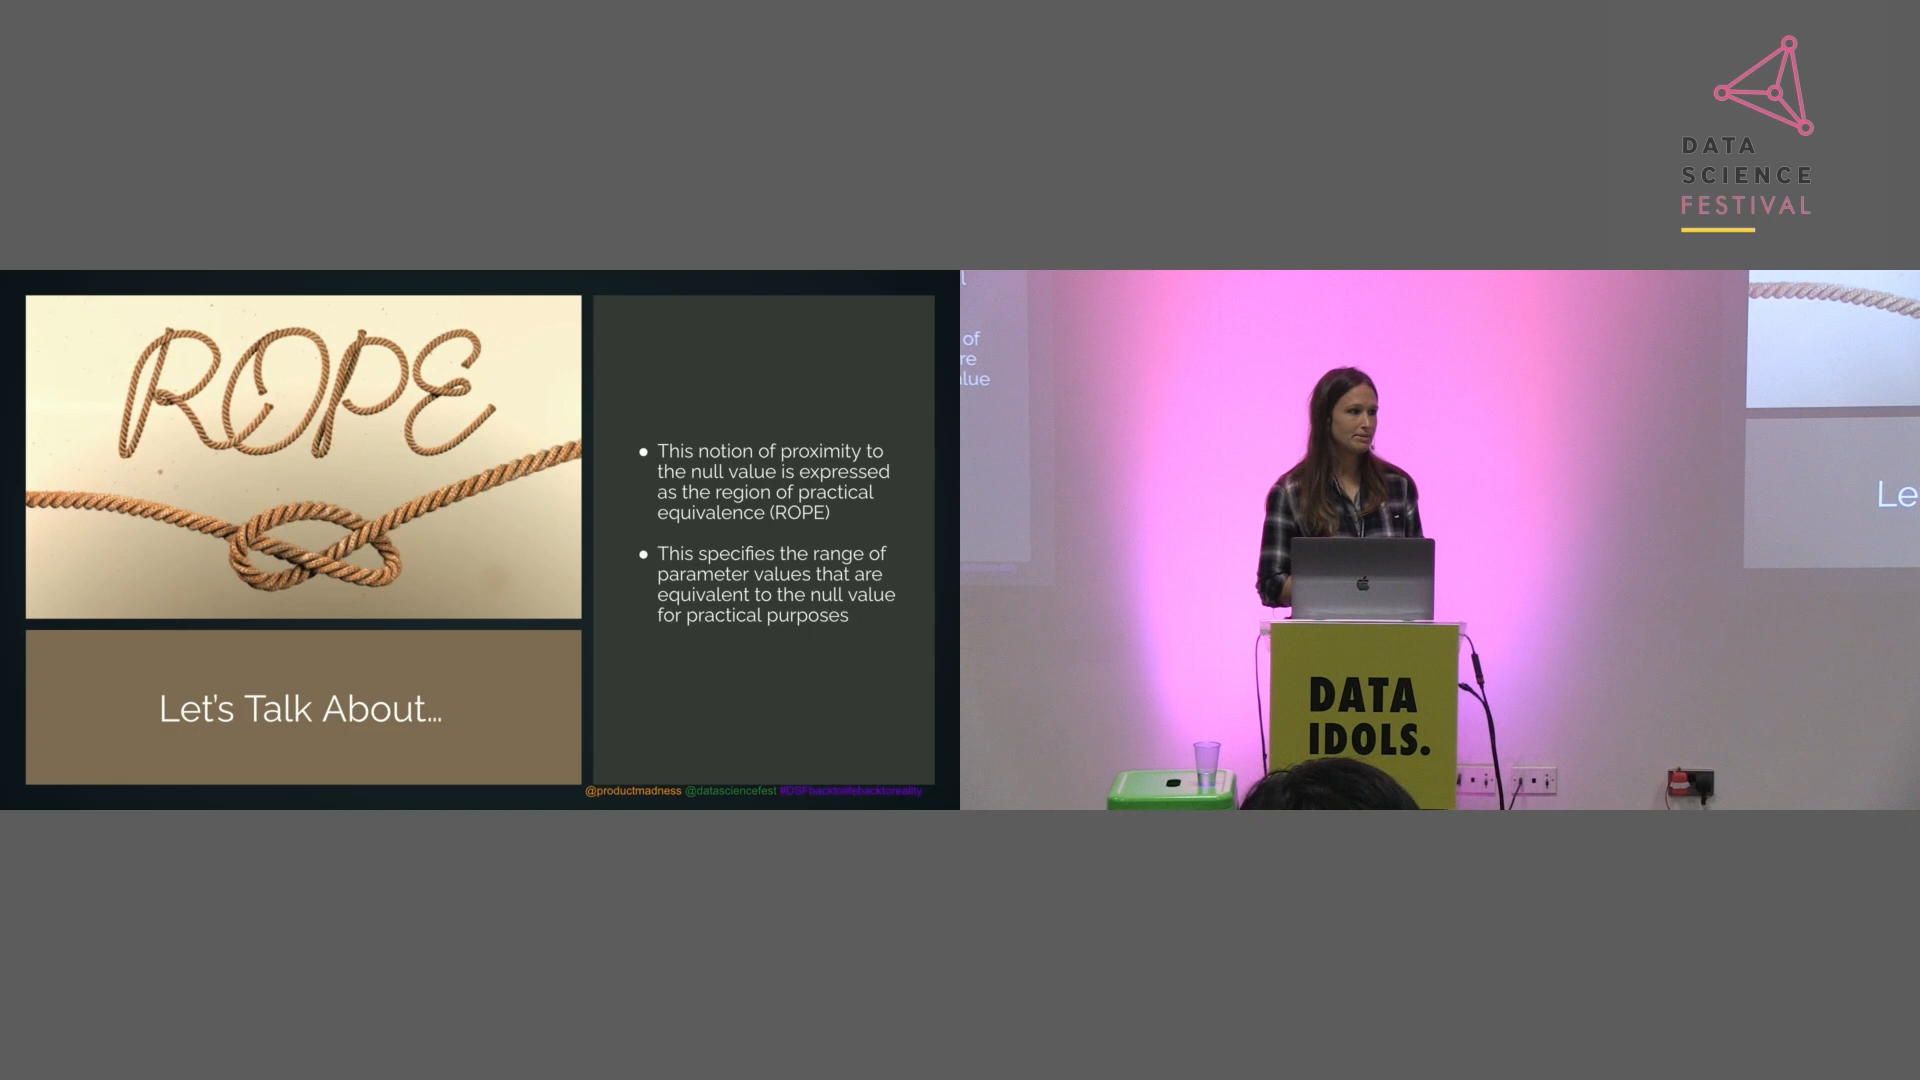 DATA
SCIENCE
FESTIVAL
ROPE
Let's Talk About...
● This notion of proximity to
the null value is expressed
as the region of practical
equivalence (ROPE)
● This specifies the range of
parameter values that are
equivalent to the null value
for practical purposes
@productmadness @datasciencefest #DSFbacktolifebacktoreality
of
re
lue
Le
DATA
IDOLS.